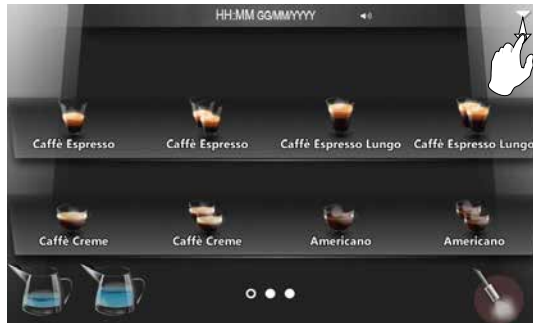 HH:MM GG/MM/YYYY
Caffè Espresso Caffè Espresso Caffè Espresso Lungo Caffè Espresso Lungo
Caffè Creme Caffè Creme Americano Americano